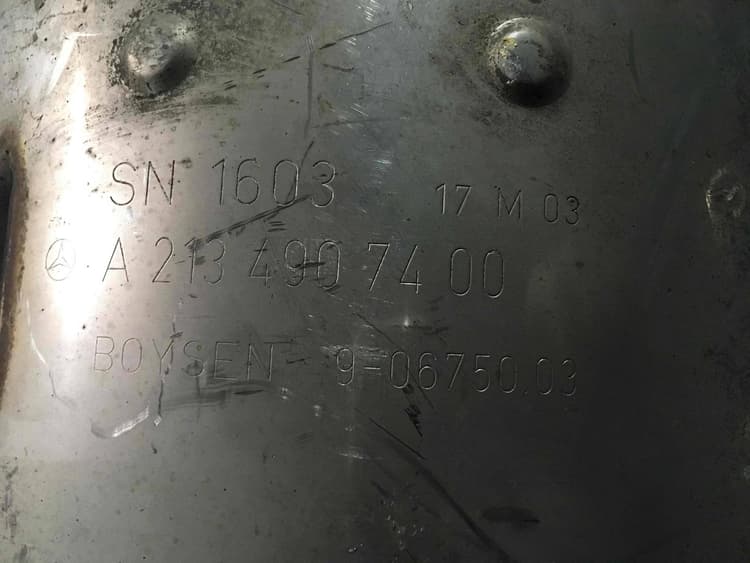 SN 1603 17 M 03
A 213 490 74 00
BOYSEN 9-06750.03